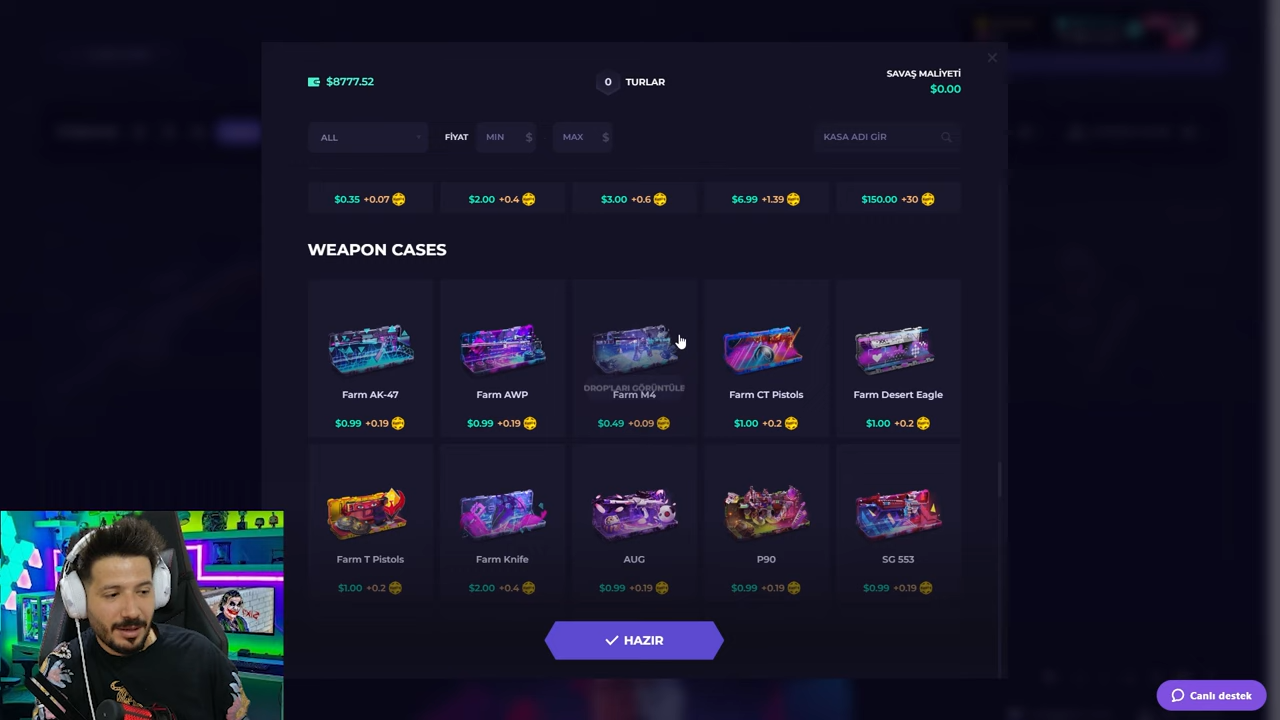 $8777.52
0 TURLAR
SAVAŞ MALİYETİ
$0.00
ALL
FİYAT
MIN $
MAX $
KASA ADI GİR
$0.35 +0.07
$2.00 +0.4
$3.00 +0.6
$6.99 +1.39
$150.00 +30
WEAPON CASES
DROP'LARI GÖRÜNTÜLE
Farm AK-47
Farm AWP
Farm M4
Farm CT Pistols
Farm Desert Eagle
$0.99 +0.19
$0.99 +0.19
$0.49 +0.09
$1.00 +0.2
$1.00 +0.2
Farm T Pistols
Farm Knife
AUG
P90
SG 553
$1.00 +0.2
$2.00 +0.4
$0.99 +0.19
$0.99 +0.19
$0.99 +0.19
HAZIR
Canlı destek